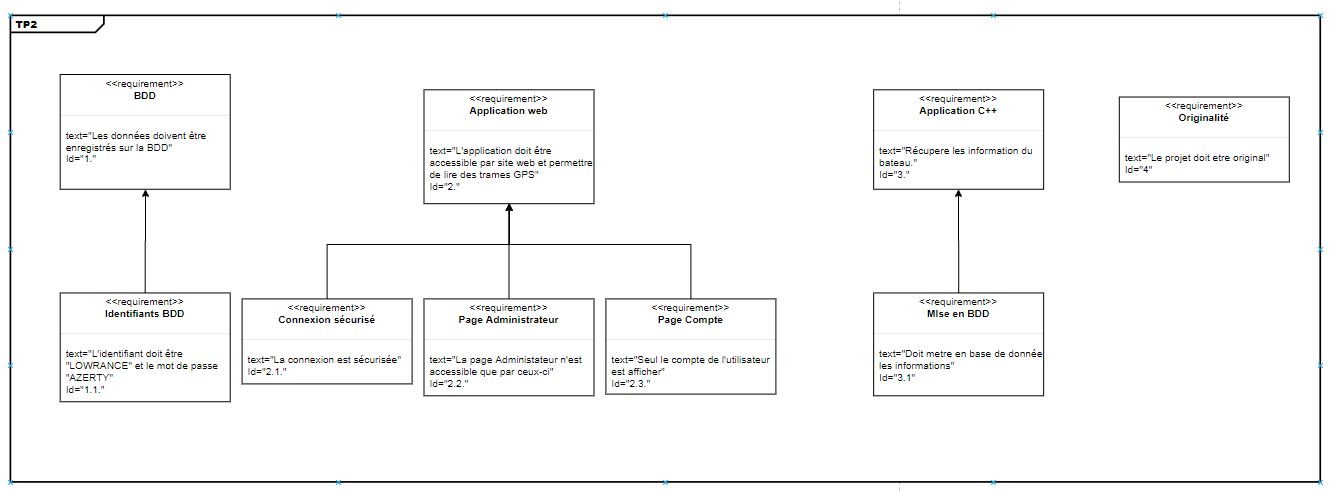 TP2
<<requirement>>
BDD
text="Les données doivent être
enregistrés sur la BDD"
Id="1."
<<requirement>>
Application web
text="L'application doit être
accessible par site web et permettre
de lire des trames GPS"
Id="2."
<<requirement>>
Application C++
text="Récupere les information du
bateau."
Id="3."
<<requirement>>
Originalité
text="Le projet doit etre original"
Id="4"
<<requirement>>
Identifiants BDD
text="L'identifiant doit être
"LOWRANCE" et le mot de passe
"AZERTY"
Id="1.1."
<<requirement>>
Connexion sécurisé
text="La connexion est sécurisée"
Id="2.1."
<<requirement>>
Page Administrateur
text="La page Administateur n'est
accessible que par ceux-ci"
Id="2.2."
<<requirement>>
Page Compte
text="Seul le compte de l'utilisateur
est afficher"
Id="2.3."
<<requirement>>
MIse en BDD
text="Doit metre en base de donnée
les informations"
Id="3.1"